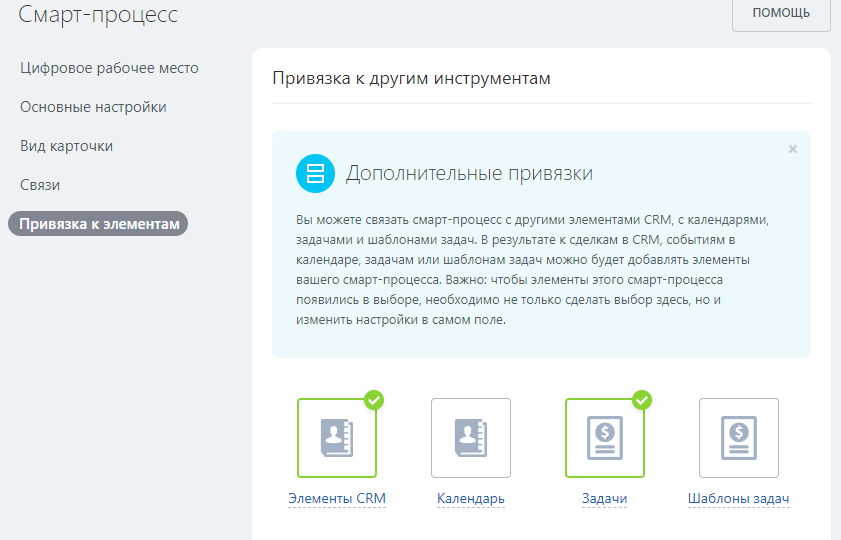 Смарт-процесс
ПОМОЩЬ
Цифровое рабочее место
Основные настройки
Вид карточки
Связи
Привязка к элементам
Привязка к другим инструментам
Дополнительные привязки
Вы можете связать смарт-процесс с другими элементами CRM, с календарями,
задачами и шаблонами задач. В результате к сделкам в CRM, событиям в
календаре, задачам или шаблонам задач можно будет добавлять элементы
вашего смарт-процесса. Важно: чтобы элементы этого смарт-процесса
появились в выборе, необходимо не только сделать выбор здесь, но и
изменить настройки в самом поле.
Элементы CRM
Календарь
Задачи
Шаблоны задач